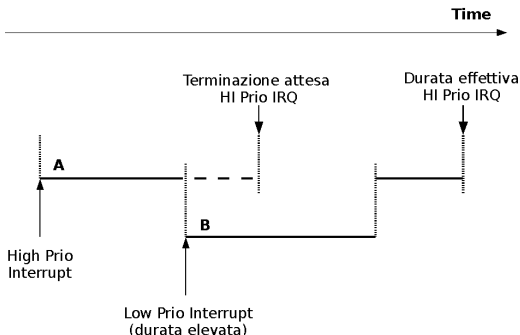 Time
Terminazione attesa
HI Prio IRQ
Durata effettiva
HI Prio IRQ
A
B
High Prio
Interrupt
Low Prio Interrupt
(durata elevata)